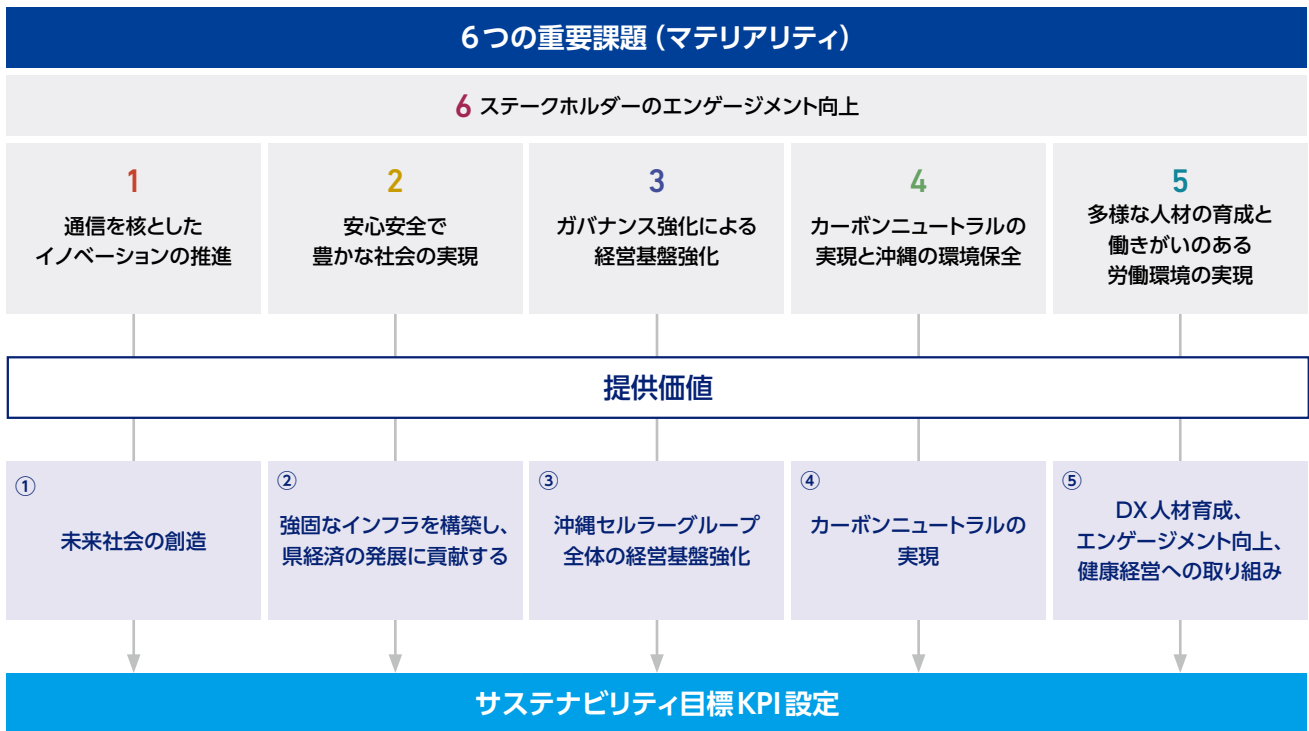 6つの重要課題（マテリアリティ）
6 ステークホルダーのエンゲージメント向上
1
通信を核とした
イノベーションの推進
2
安心安全で
豊かな社会の実現
3
ガバナンス強化による
経営基盤強化
4
カーボンニュートラルの
実現と沖縄の環境保全
5
多様な人材の育成と
働きがいのある
労働環境の実現
提供価値
①
未来社会の創造
②
強固なインフラを構築し、
県経済の発展に貢献する
③
沖縄セルラーグループ
全体の経営基盤強化
④
カーボンニュートラルの
実現
⑤
DX人材育成、
エンゲージメント向上、
健康経営への取り組み
サステナビリティ目標KPI設定